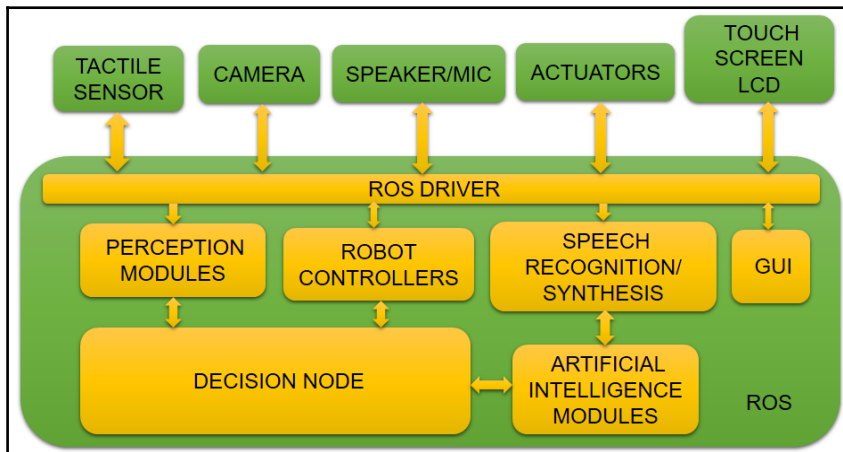 TACTILE
SENSOR
CAMERA
SPEAKER/MIC
ACTUATORS
TOUCH
SCREEN
LCD
ROS DRIVER
PERCEPTION
MODULES
ROBOT
CONTROLLERS
SPEECH
RECOGNITION/
SYNTHESIS
GUI
DECISION NODE
ARTIFICIAL
INTELLIGENCE
MODULES
ROS